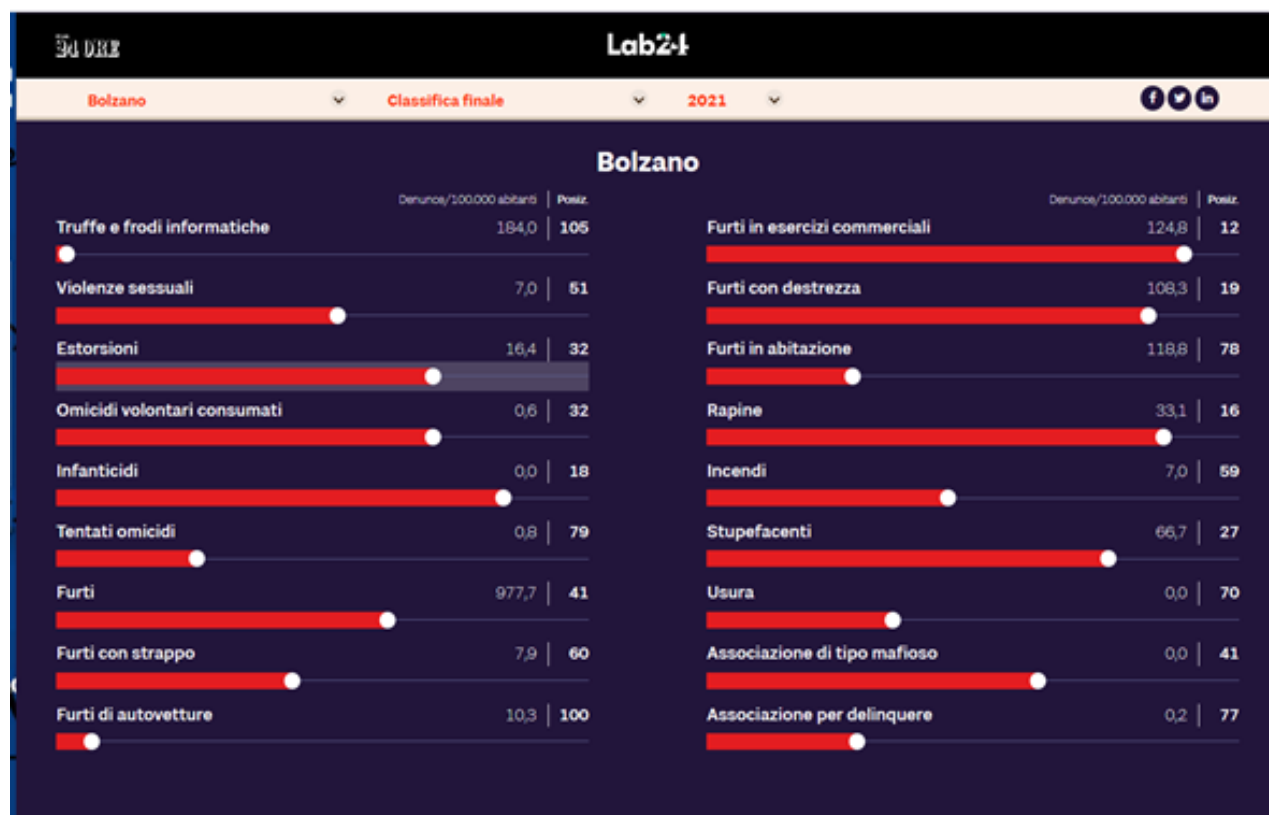 24 ORE
Lab24
Bolzano Classifica finale 2021
Bolzano
Denunce/100.000 abitanti Posiz.
Truffe e frodi informatiche 184,0 105
Violenze sessuali 7,0 51
Estorsioni 16,4 32
Omicidi volontari consumati 0,6 32
Infanticidi 0,0 18
Tentati omicidi 0,8 79
Furti 977,7 41
Furti con strappo 7,9 60
Furti di autovetture 10,3 100
Denunce/100.000 abitanti Posiz.
Furti in esercizi commerciali 124,8 12
Furti con destrezza 108,3 19
Furti in abitazione 118,8 78
Rapine 33,1 16
Incendi 7,0 59
Stupefacenti 66,7 27
Usura 0,0 70
Associazione di tipo mafioso 0,0 41
Associazione per delinquere 0,2 77